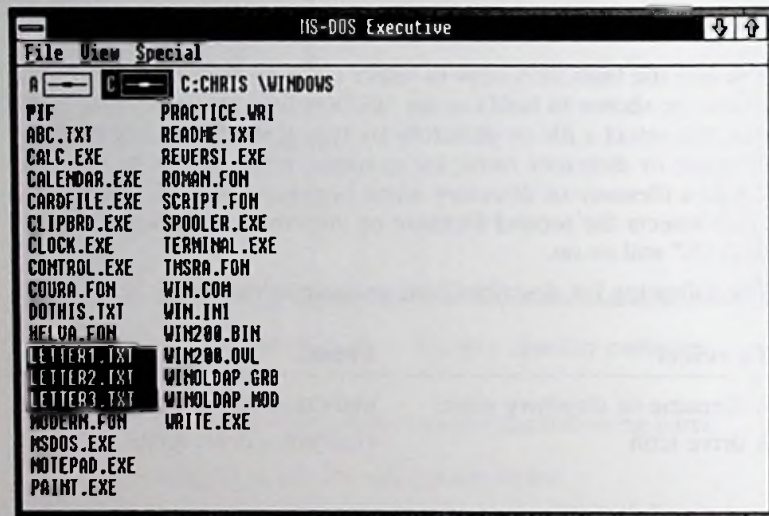 MS-DOS Executive
File View Special
A C C:CHRIS \WINDOWS
PIF PRACTICE.WRI
ABC.TXT README.TXT
CALC.EXE REVERSI.EXE
CALENDAR.EXE ROMAN.FON
CARDFILE.EXE SCRIPT.FON
CLIPBRD.EXE SPOOLER.EXE
CLOCK.EXE TERMINAL.EXE
CONTROL.EXE TMSRA.FON
COURA.FON WIN.COM
DOTHIS.TXT WIN.INI
HELVA.FON WIN200.BIN
LETTER1.TXT WIN200.OVL
LETTER2.TXT WINOLDAP.GRB
LETTER3.TXT WINOLDAP.MOD
MODERN.FON WRITE.EXE
MSDOS.EXE
NOTEPAD.EXE
PAINT.EXE